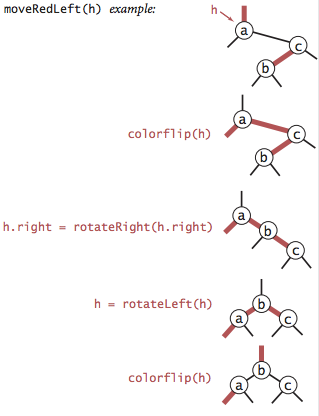 moveRedLeft(h) example:
h
a
c
b
colorflip(h)
a
c
b
h.right = rotateRight(h.right)
a
b
c
h = rotateLeft(h)
b
a
c
colorflip(h)
b
a
c